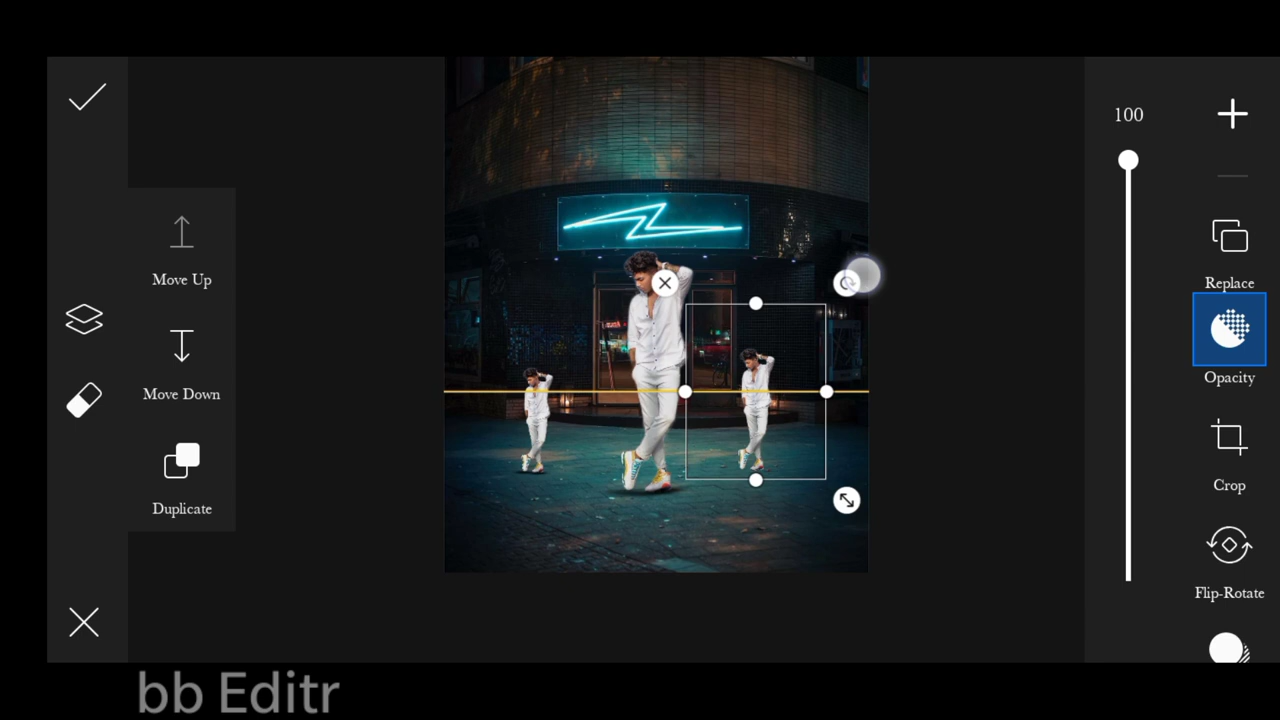 100
Move Up
Replace
Move Down
Opacity
Crop
Duplicate
Flip-Rotate
bb Editr